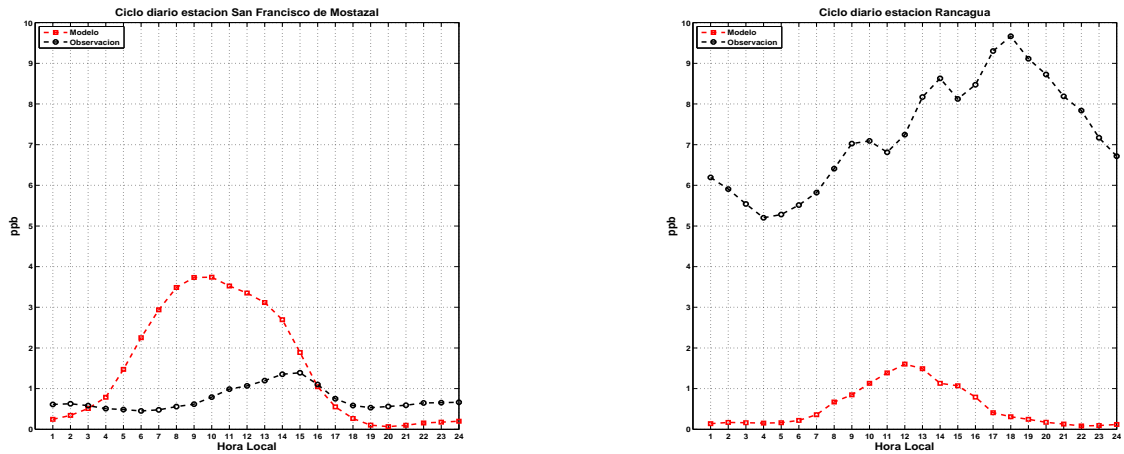 Ciclo diario estacion San Francisco de Mostazal
10
9
8
7
6
5
4
3
2
1
0
ppb
Modelo
Observacion
1 2 3 4 5 6 7 8 9 10 11 12 13 14 15 16 17 18 19 20 21 22 23 24
Hora Local
Ciclo diario estacion Rancagua
10
9
8
7
6
5
4
3
2
1
0
ppb
Modelo
Observacion
1 2 3 4 5 6 7 8 9 10 11 12 13 14 15 16 17 18 19 20 21 22 23 24
Hora Local